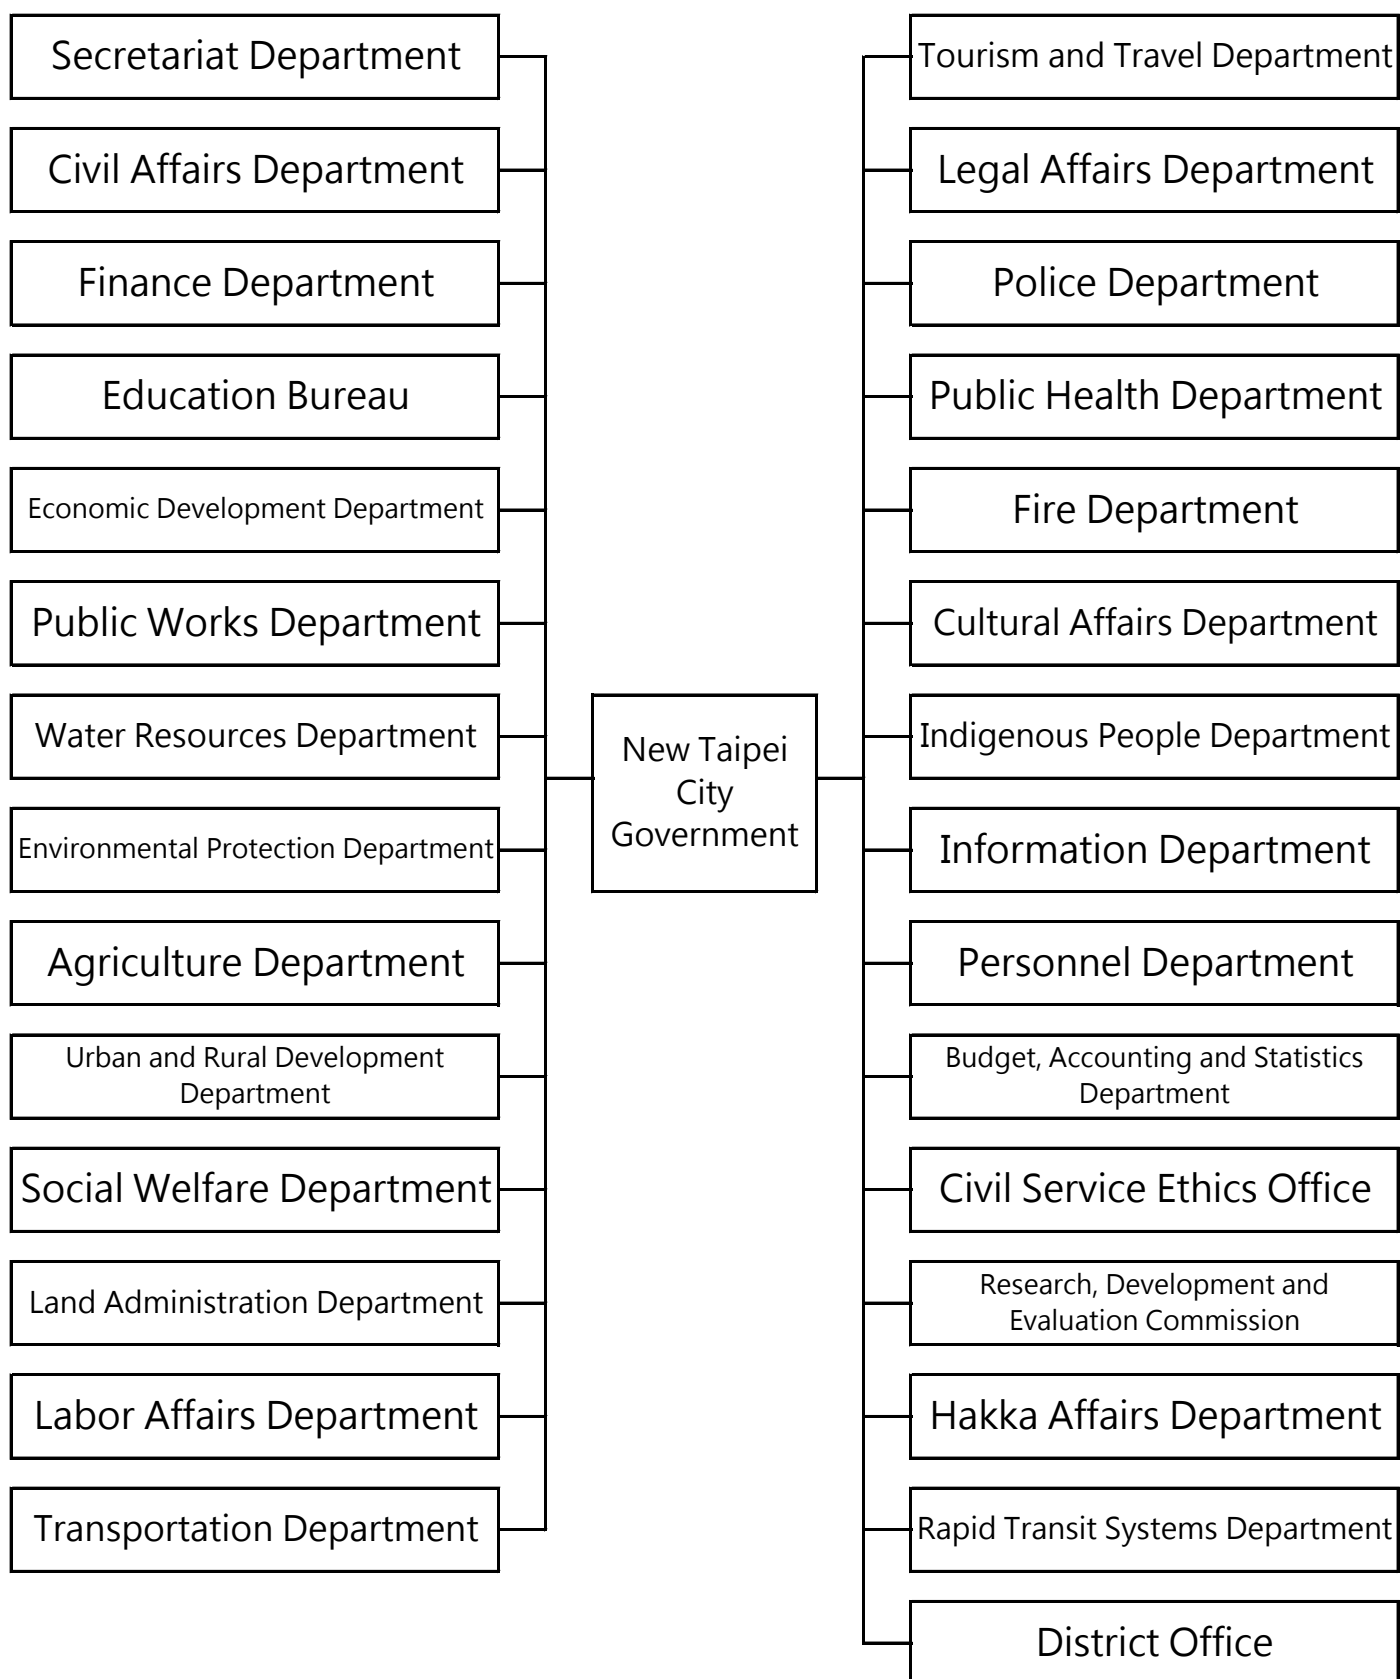 Secretariat Department
Civil Affairs Department
Finance Department
Education Bureau
Economic Development Department
Public Works Department
Water Resources Department
Environmental Protection Department
Agriculture Department
Urban and Rural Development
Department
Social Welfare Department
Land Administration Department
Labor Affairs Department
Transportation Department
New Taipei
City
Government
Tourism and Travel Department
Legal Affairs Department
Police Department
Public Health Department
Fire Department
Cultural Affairs Department
Indigenous People Department
Information Department
Personnel Department
Budget, Accounting and Statistics
Department
Civil Service Ethics Office
Research, Development and
Evaluation Commission
Hakka Affairs Department
Rapid Transit Systems Department
District Office